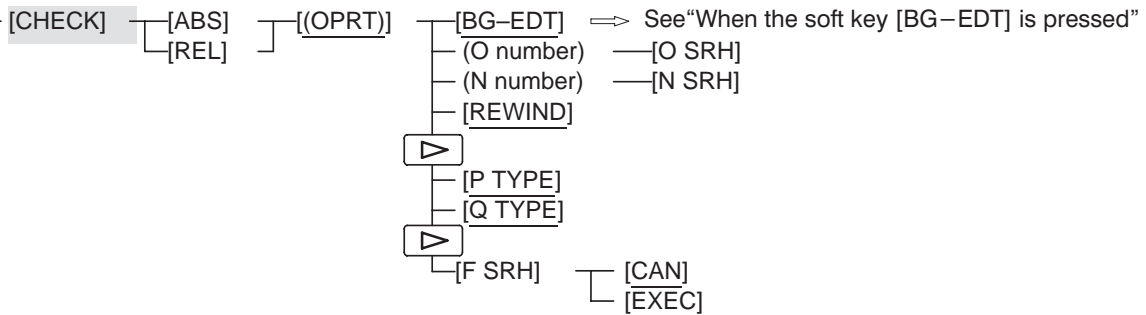 [CHECK] [ABS] [(OPRT)] [BG–EDT] See“When the soft key [BG–EDT] is pressed”
[REL] (O number) [O SRH]
(N number) [N SRH]
[REWIND]
[P TYPE]
[Q TYPE]
[F SRH] [CAN]
[EXEC]